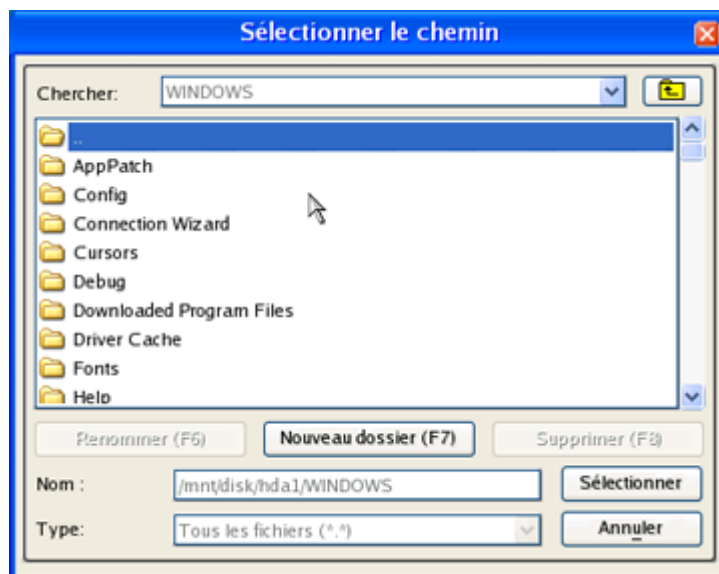 Sélectionner le chemin
Chercher: WINDOWS
..
AppPatch
Config
Connection Wizard
Cursors
Debug
Downloaded Program Files
Driver Cache
Fonts
Help
Renommer (F6) Nouveau dossier (F7) Supprimer (F8)
Nom : /mnt/disk/hda1/WINDOWS Sélectionner
Type: Tous les fichiers (*.*) Annuler